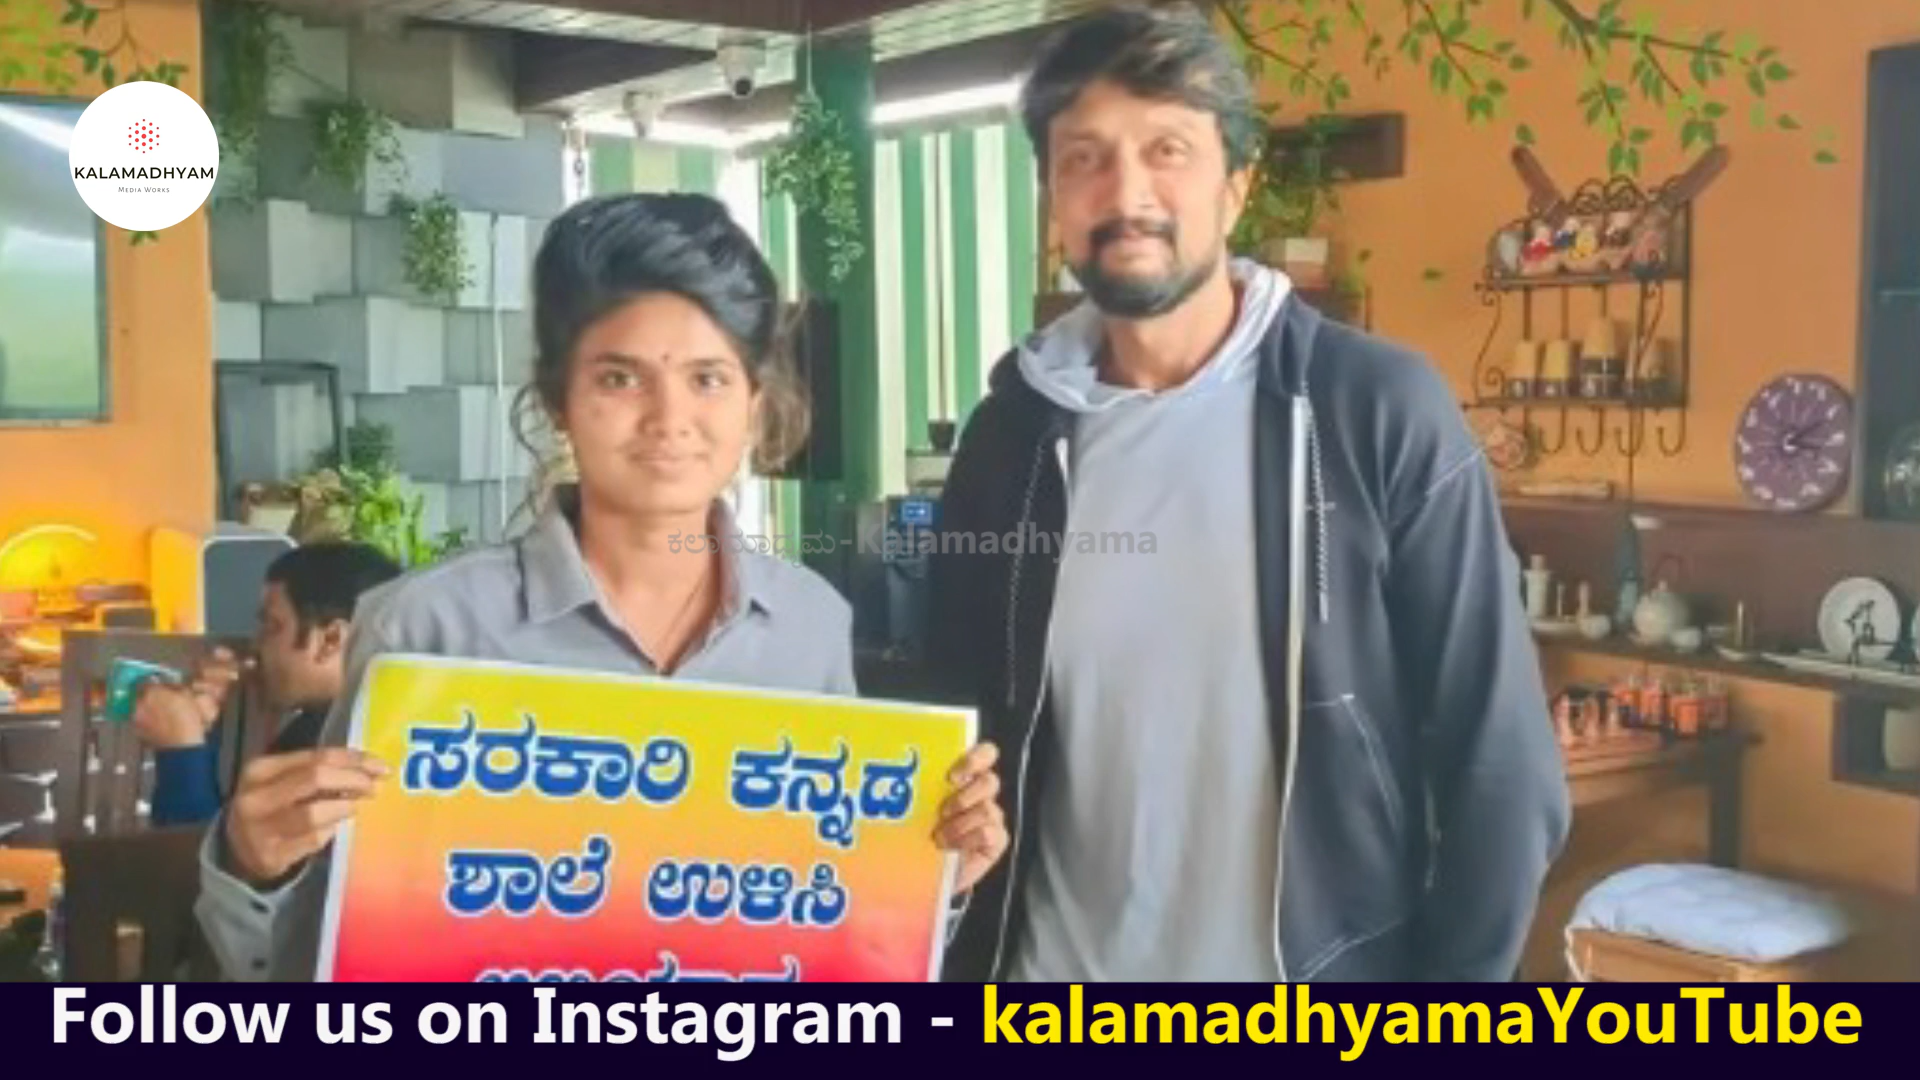 KALAMADHYAM
MEDIA WORKS
ಕಲಾಮಾಧ್ಯಮ-Kalamadhyama
ಸರಕಾರಿ ಕನ್ನಡ
ಶಾಲೆ ಉಳಿಸಿ
Follow us on Instagram - kalamadhyamaYouTube